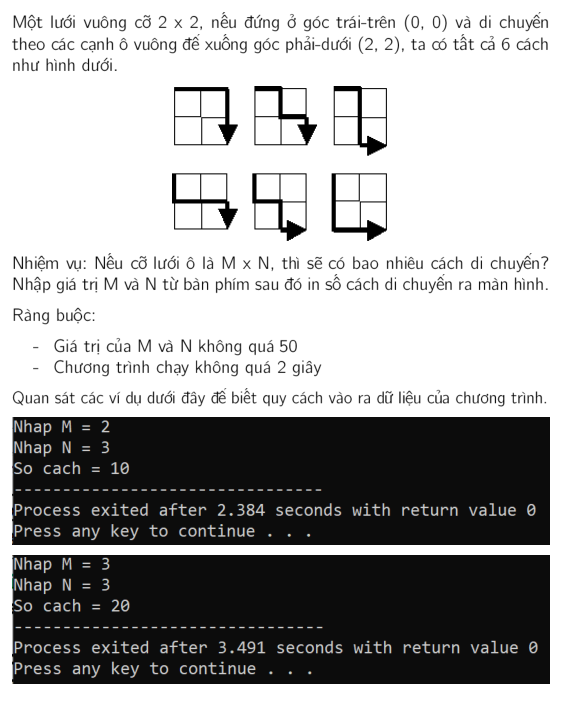 Một lưới vuông cỡ 2 x 2, nếu đứng ở góc trái-trên (0, 0) và di chuyển
theo các cạnh ô vuông để xuống góc phải-dưới (2, 2), ta có tất cả 6 cách
như hình dưới.
Nhiệm vụ: Nếu cỡ lưới ô là M x N, thì sẽ có bao nhiêu cách di chuyển?
Nhập giá trị M và N từ bàn phím sau đó in số cách di chuyển ra màn hình.
Ràng buộc:
- Giá trị của M và N không quá 50
- Chương trình chạy không quá 2 giây
Quan sát các ví dụ dưới đây để biết quy cách vào ra dữ liệu của chương trình.
Nhap M = 2
Nhap N = 3
So cach = 10
--------------------------------
Process exited after 2.384 seconds with return value 0
Press any key to continue . . .
Nhap M = 3
Nhap N = 3
So cach = 20
--------------------------------
Process exited after 3.491 seconds with return value 0
Press any key to continue . . .